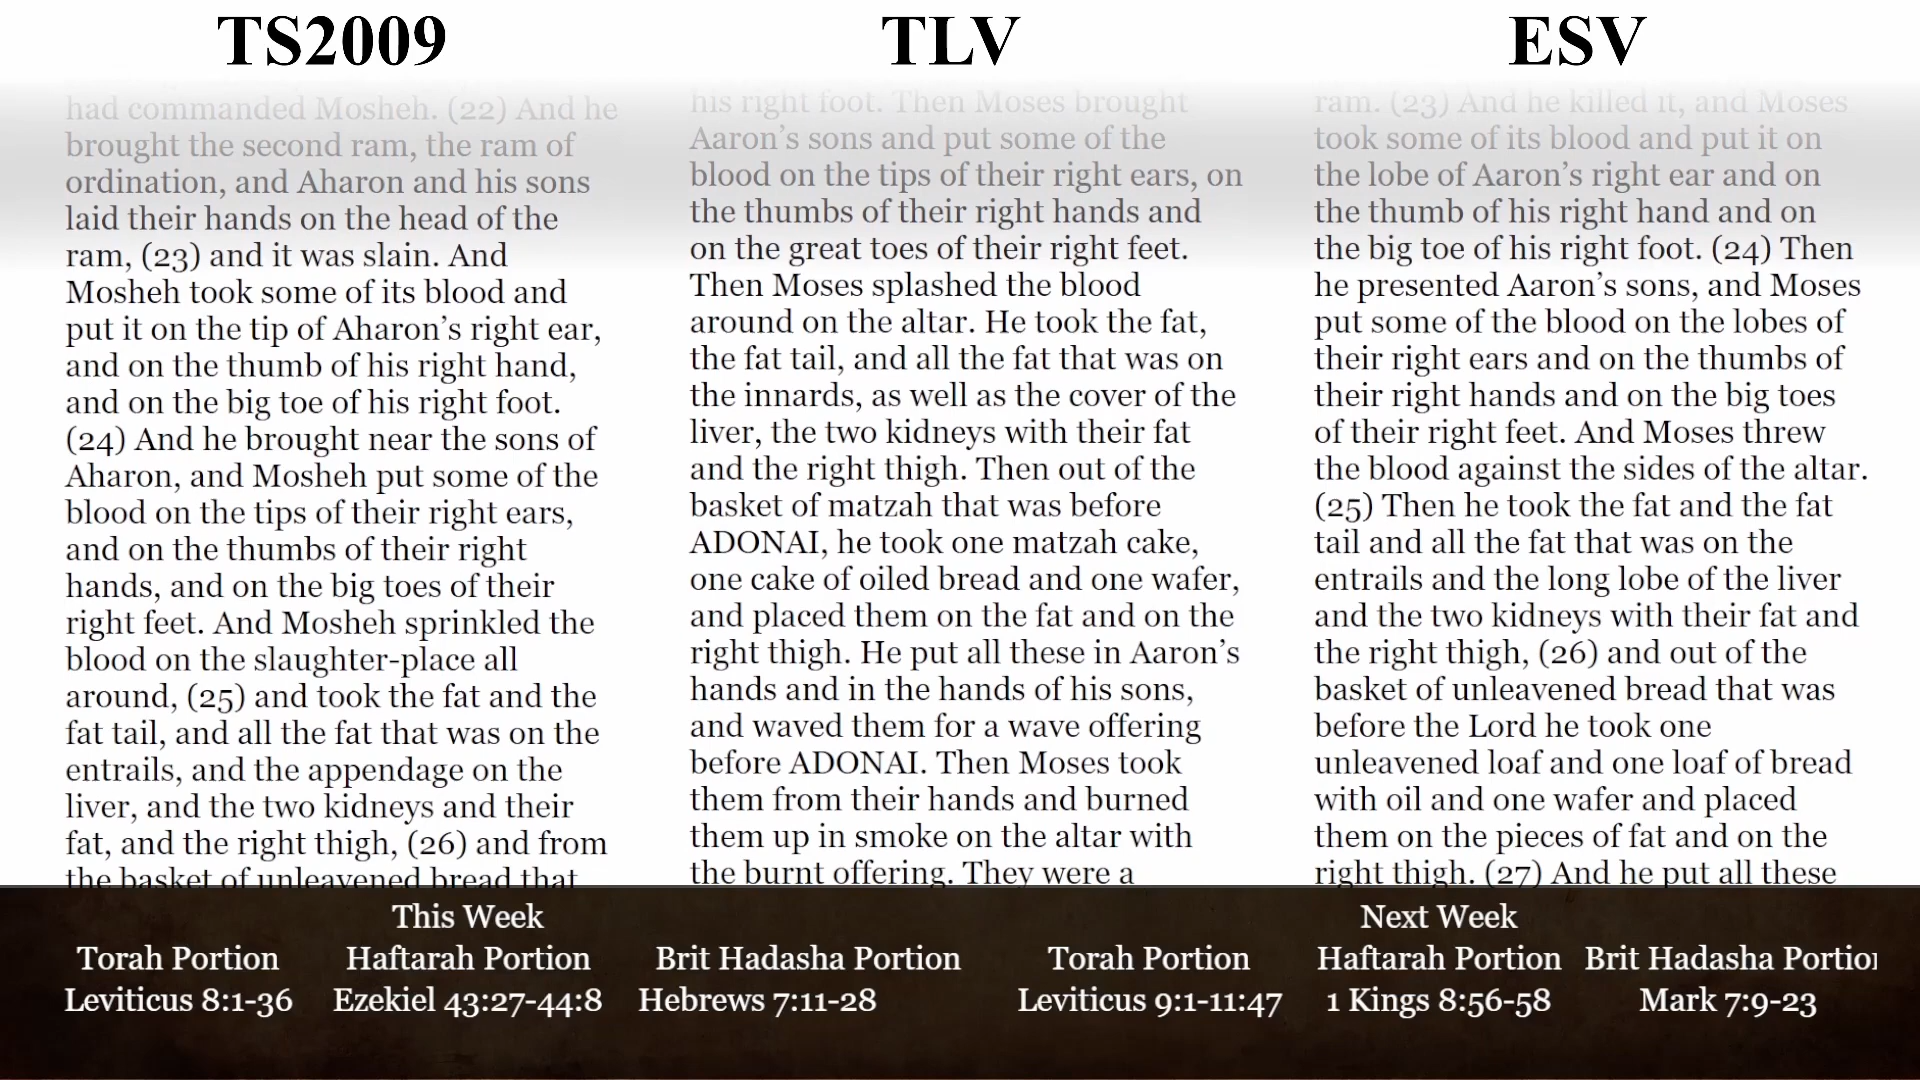 TS2009
had commanded Mosheh. (22) And he
brought the second ram, the ram of
ordination, and Aharon and his sons
laid their hands on the head of the
ram, (23) and it was slain. And
Mosheh took some of its blood and
put it on the tip of Aharon’s right ear,
and on the thumb of his right hand,
and on the big toe of his right foot.
(24) And he brought near the sons of
Aharon, and Mosheh put some of the
blood on the tips of their right ears,
and on the thumbs of their right
hands, and on the big toes of their
right feet. And Mosheh sprinkled the
blood on the slaughter-place all
around, (25) and took the fat and the
fat tail, and all the fat that was on the
entrails, and the appendage on the
liver, and the two kidneys and their
fat, and the right thigh, (26) and from
the basket of unleavened bread that
TLV
his right foot. Then Moses brought
Aaron’s sons and put some of the
blood on the tips of their right ears, on
the thumbs of their right hands and
on the great toes of their right feet.
Then Moses splashed the blood
around on the altar. He took the fat,
the fat tail, and all the fat that was on
the innards, as well as the cover of the
liver, the two kidneys with their fat
and the right thigh. Then out of the
basket of matzah that was before
ADONAI, he took one matzah cake,
one cake of oiled bread and one wafer,
and placed them on the fat and on the
right thigh. He put all these in Aaron’s
hands and in the hands of his sons,
and waved them for a wave offering
before ADONAI. Then Moses took
them from their hands and burned
them up in smoke on the altar with
the burnt offering. They were a
ESV
ram. (23) And he killed it, and Moses
took some of its blood and put it on
the lobe of Aaron’s right ear and on
the thumb of his right hand and on
the big toe of his right foot. (24) Then
he presented Aaron’s sons, and Moses
put some of the blood on the lobes of
their right ears and on the thumbs of
their right hands and on the big toes
of their right feet. And Moses threw
the blood against the sides of the altar.
(25) Then he took the fat and the fat
tail and all the fat that was on the
entrails and the long lobe of the liver
and the two kidneys with their fat and
the right thigh, (26) and out of the
basket of unleavened bread that was
before the Lord he took one
unleavened loaf and one loaf of bread
with oil and one wafer and placed
them on the pieces of fat and on the
right thigh. (27) And he put all these
This Week
Torah Portion Haftarah Portion Brit Hadasha Portion
Leviticus 8:1-36 Ezekiel 43:27-44:8 Hebrews 7:11-28
Next Week
Torah Portion Haftarah Portion Brit Hadasha Portion
Leviticus 9:1-11:47 1 Kings 8:56-58 Mark 7:9-23